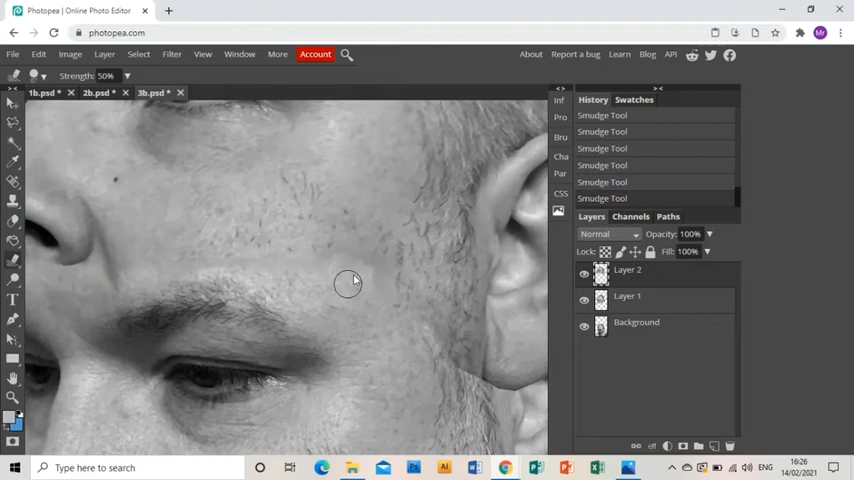 Photopea | Online Photo Editor
photopea.com
Mr
File Edit Image Layer Select Filter View Window More Account About Report a bug Learn Blog API
Strength: 50%
1b.psd * 2b.psd * 3b.psd *
Inf
Pro
Bru
Cha
Par
CSS
History Swatches
Smudge Tool
Smudge Tool
Smudge Tool
Smudge Tool
Smudge Tool
Smudge Tool
Layers Channels Paths
Normal Opacity: 100%
Lock: Fill: 100%
Layer 2
Layer 1
Background
eff
Type here to search
ENG
16:26
14/02/2021